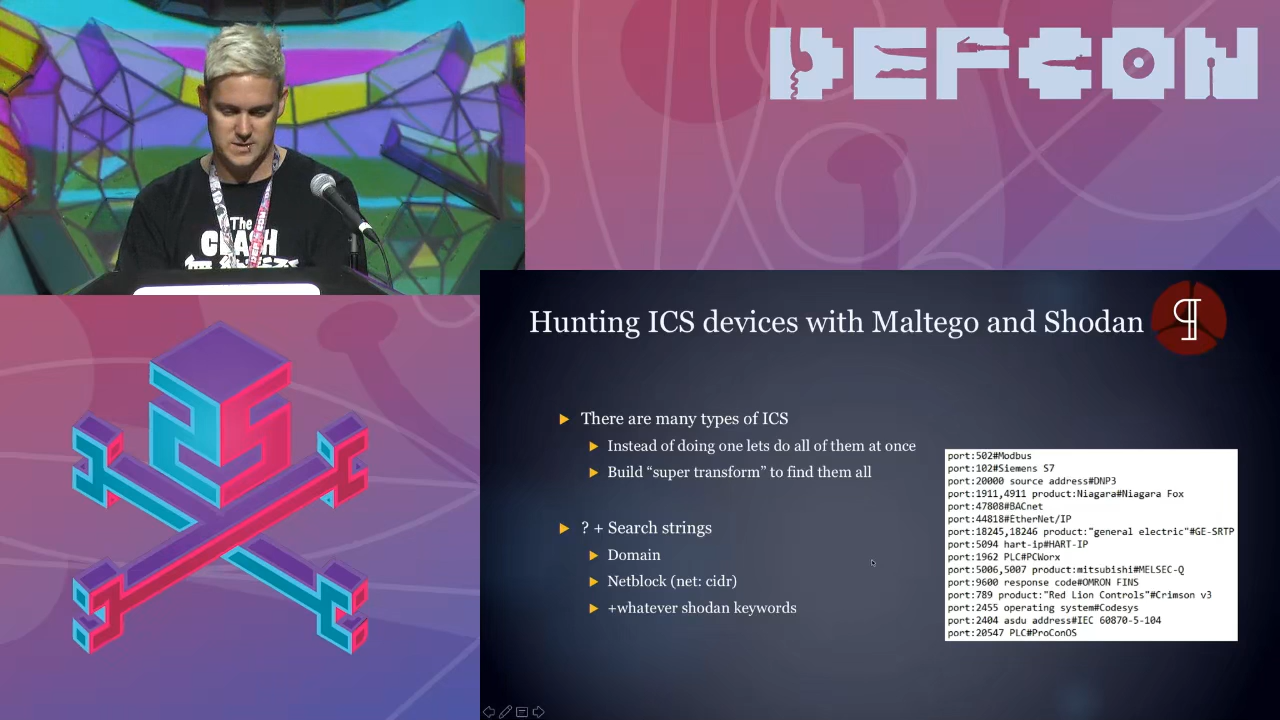 DEFCON
The
CLASH
DEF CON
Hunting ICS devices with Maltego and Shodan
¶
There are many types of ICS
Instead of doing one lets do all of them at once
Build “super transform” to find them all
? + Search strings
Domain
Netblock (net: cidr)
+whatever shodan keywords
port:502#Modbus
port:102#Siemens S7
port:20000 source address#DNP3
port:1911,4911 product:Niagara#Niagara Fox
port:47808#BACnet
port:44818#EtherNet/IP
port:18245,18246 product:"general electric"#GE-SRTP
port:5094 hart-ip#HART-IP
port:1962 PLC#PCWorx
port:5006,5007 product:mitsubishi#MELSEC-Q
port:9600 response code#OMRON FINS
port:789 product:"Red Lion Controls"#Crimson v3
port:2455 operating system#Codesys
port:2404 asdu address#IEC 60870-5-104
port:20547 PLC#ProConOS